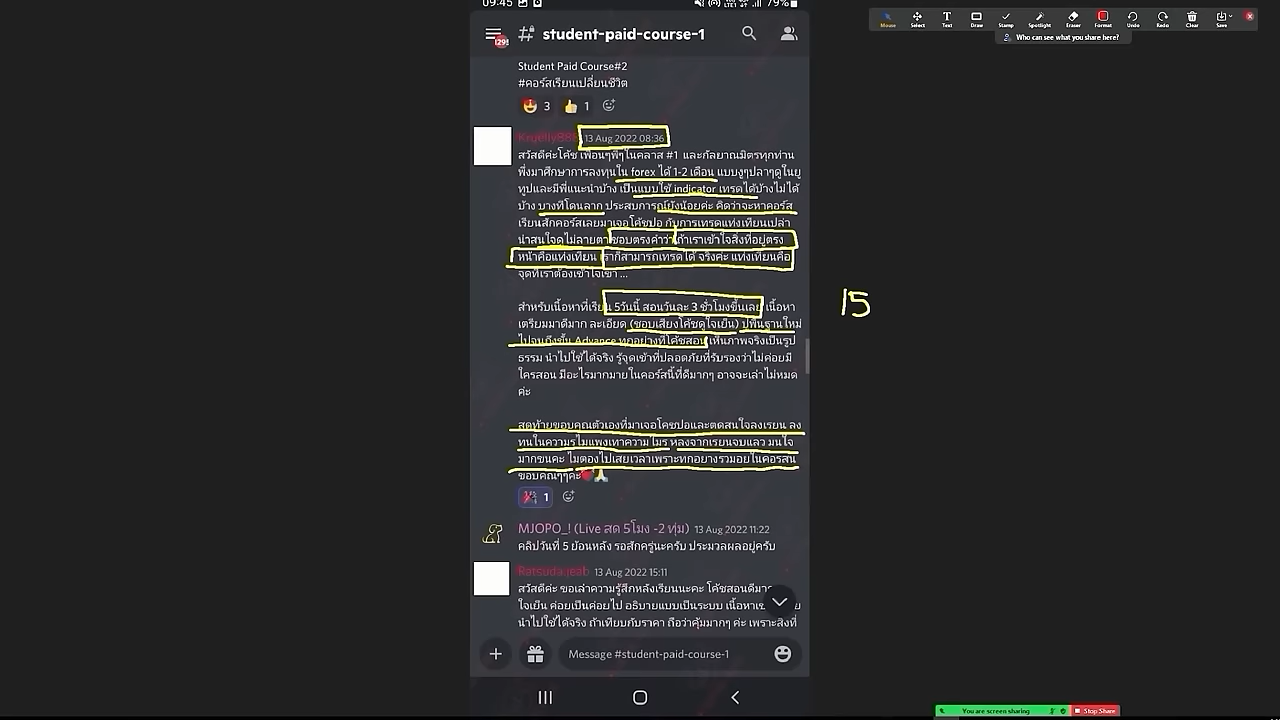 09:45
79%
Mouse Select Text Draw Stamp Spotlight Eraser Format Undo Redo Clear Save
Who can see what you share here?
student-paid-course-1
Student Paid Course#2
#คอร์สเรียนเปลี่ยนชีวิต
3 1
13 Aug 2022 08:36
สวัสดีค่ะโค้ช เพื่อนๆพี่ๆในคลาส #1 และกัลยาณมิตรทุกท่าน
พึ่งมาศึกษาการลงทุนใน forex ได้ 1-2 เดือน แบบงูๆปลาๆดูในยู
ทูปและมีพี่แนะนำบ้าง เป็นแบบใช้ indicator เทรดได้บ้างไม่ได้
บ้าง บางทีโดนลาก ประสบการณ์ยังน้อยค่ะ คิดว่าจะหาคอร์ส
เรียนสักคอร์สเลยมาเจอโค้ชปอ กับการเทรดแท่งเทียนเปล่า
น่าสนใจดี ไม่ลายตา ชอบตรงคำว่า ถ้าเราเข้าใจสิ่งที่อยู่ตรง
หน้าคือแท่งเทียน เราก็สามารถเทรดได้ จริงค่ะ แท่งเทียนคือ
จุดที่เราต้องเข้าใจเขา ...
สำหรับเนื้อหาที่เรียน 5วันนี้ สอนวันละ 3 ชั่วโมงขึ้นเลย เนื้อหา
เตรียมมาดีมาก ละเอียด (ชอบเสียงโค้ชดูใจเย็น) ปูพื้นฐานใหม่
ไปจนถึงขั้น Advance ทุกอย่างที่โค้ชสอน เห็นภาพจริงเป็นรูป
ธรรม นำไปใช้ได้จริง รู้จุดเข้าที่ปลอดภัยที่รับรองว่าไม่ค่อยมี
ใครสอน มีอะไรมากมายในคอร์สนี้ที่ดีมากๆ อาจจะเล่าไม่หมด
ค่ะ
สุดท้ายขอบคุณตัวเองที่มาเจอโค้ชปอและตัดสินใจลงเรียน ลง
ทุนในความรู้ไม่แพงเท่าความไม่รู้ หลังจากเรียนจบแล้ว มั่นใจ
มากขึ้นค่ะ ไม่ต้องไปเสียเวลาเพราะทุกอย่างรวมอยู่ในคอร์สนี้
ขอบคุณๆๆค่ะ
1
15
MJOPO_! (Live สด 5โมง -2 ทุ่ม) 13 Aug 2022 11:22
คลิปวันที่ 5 ย้อนหลัง รอสักครู่นะครับ ประมวลผลอยู่ครับ
Ratsuda.jeat 13 Aug 2022 15:11
สวัสดีค่ะ ขอเล่าความรู้สึกหลังเรียนนะคะ โค้ชสอนดีมาก
ใจเย็น ค่อยเป็นค่อยไป อธิบายแบบเป็นระบบ
นำไปใช้ได้จริง ถ้าเทียบกับราคา ถือว่าคุ้มมากๆ ค่ะ เพราะสิ่งที่
Message #student-paid-course-1
You are screen sharing Stop Share